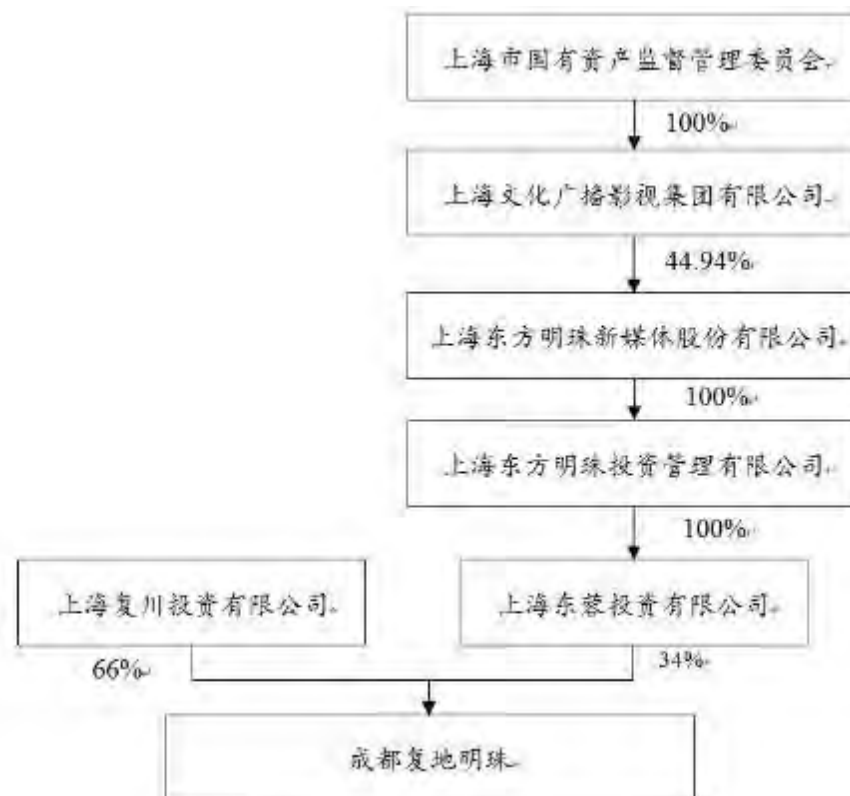 上海市国有资产监督管理委员会
100%
上海文化广播影视集团有限公司
44.94%
上海东方明珠新媒体股份有限公司
100%
上海东方明珠投资管理有限公司
100%
上海复川投资有限公司
上海东蓉投资有限公司
66%
34%
成都复地明珠